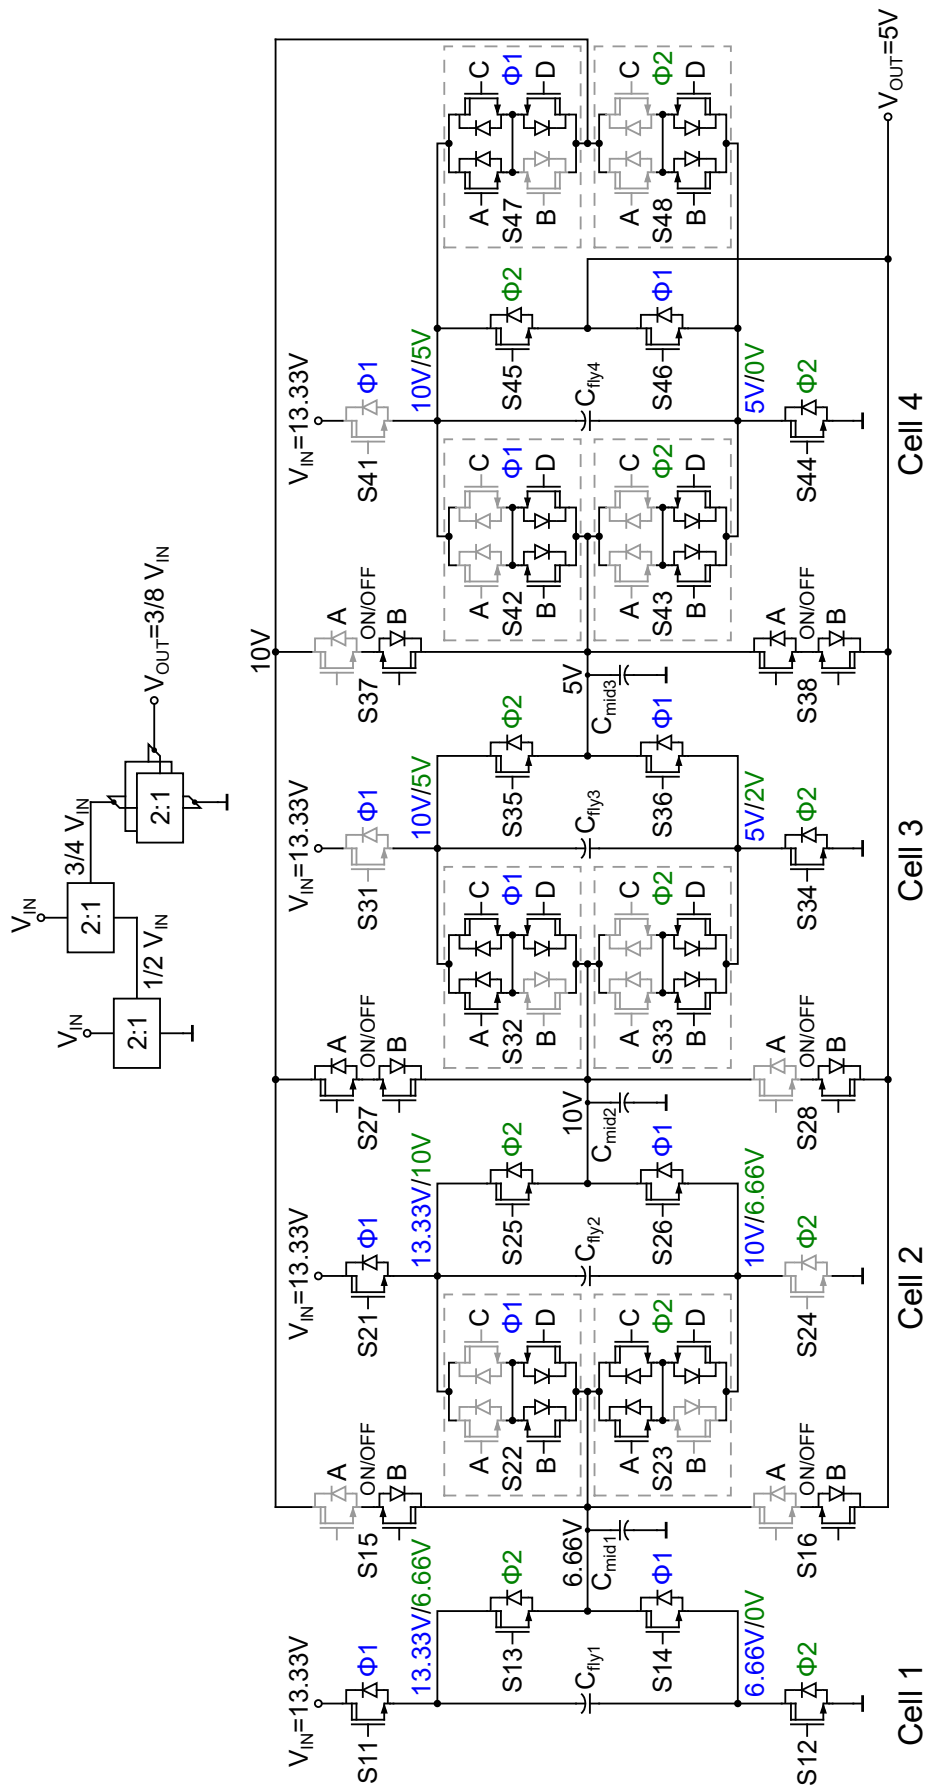 V_IN
V_IN
2:1
1/2 V_IN
2:1
3/4 V_IN
2:1
V_OUT=3/8 V_IN
10V
V_IN=13.33V
S11
Φ1
13.33V/6.66V
S13
Φ2
C_fly1
S14
Φ1
6.66V/0V
S12
Φ2
Cell 1
S15
A
ON/OFF
B
6.66V
C_mid1
S16
A
ON/OFF
B
V_IN=13.33V
S21
Φ1
13.33V/10V
A
S22
B
C
Φ1
D
A
S23
B
C
Φ2
D
C_fly2
S25
Φ2
S26
Φ1
10V/6.66V
S24
Φ2
Cell 2
S27
A
ON/OFF
B
10V
C_mid2
S28
A
ON/OFF
B
V_IN=13.33V
S31
Φ1
10V/5V
A
S32
B
C
Φ1
D
A
S33
B
C
Φ2
D
C_fly3
S35
Φ2
S36
Φ1
5V/2V
S34
Φ2
Cell 3
S37
A
ON/OFF
B
5V
C_mid3
S38
A
ON/OFF
B
V_IN=13.33V
S41
Φ1
10V/5V
A
S42
B
C
Φ1
D
A
S43
B
C
Φ2
D
C_fly4
S45
Φ2
S46
Φ1
5V/0V
S44
Φ2
Cell 4
A
S47
B
C
Φ1
D
A
S48
B
C
Φ2
D
V_OUT=5V